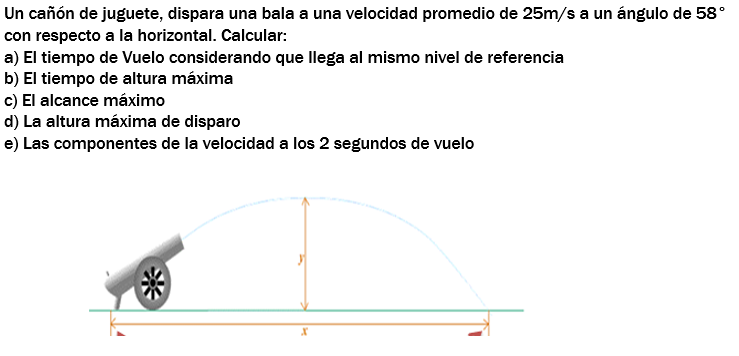 Un cañón de juguete, dispara una bala a una velocidad promedio de 25m/s a un ángulo de 58°
con respecto a la horizontal. Calcular:
a) El tiempo de Vuelo considerando que llega al mismo nivel de referencia
b) El tiempo de altura máxima
c) El alcance máximo
d) La altura máxima de disparo
e) Las componentes de la velocidad a los 2 segundos de vuelo
y
x